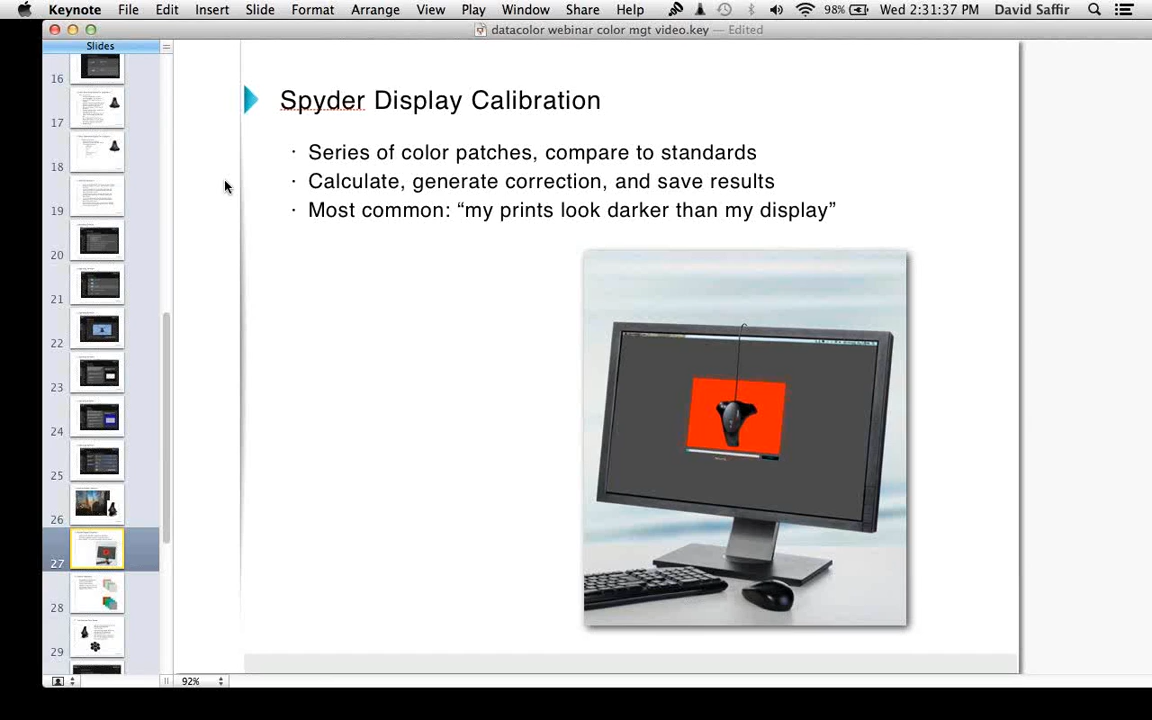 Keynote File Edit Insert Slide Format Arrange View Play Window Share Help 98% Wed 2:31:37 PM David Saffir
datacolor webinar color mgt video.key — Edited
Slides
16
17
18
19
20
21
22
23
24
25
26
27
28
29
Spyder Display Calibration
· Series of color patches, compare to standards
· Calculate, generate correction, and save results
· Most common: “my prints look darker than my display”
92%